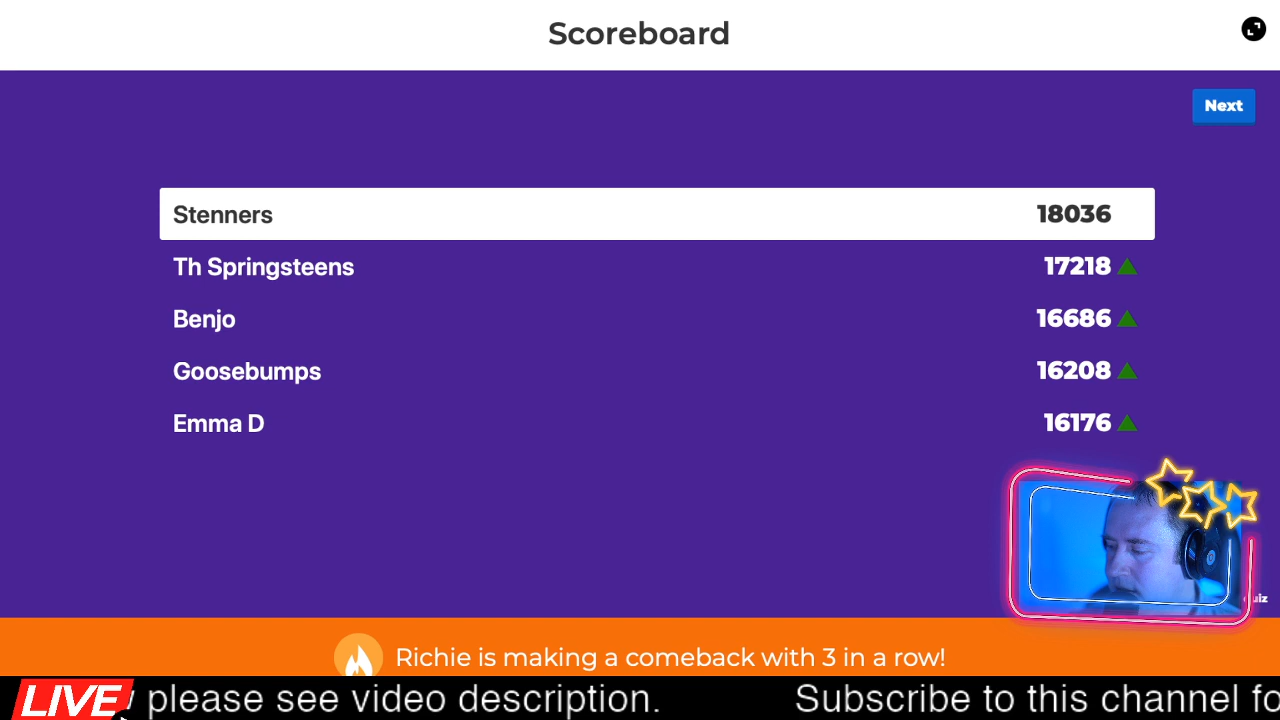 Scoreboard
Next
Stenners 18036
Th Springsteens 17218
Benjo 16686
Goosebumps 16208
Emma D 16176
Richie is making a comeback with 3 in a row!
LIVE please see video description. Subscribe to this channel fo